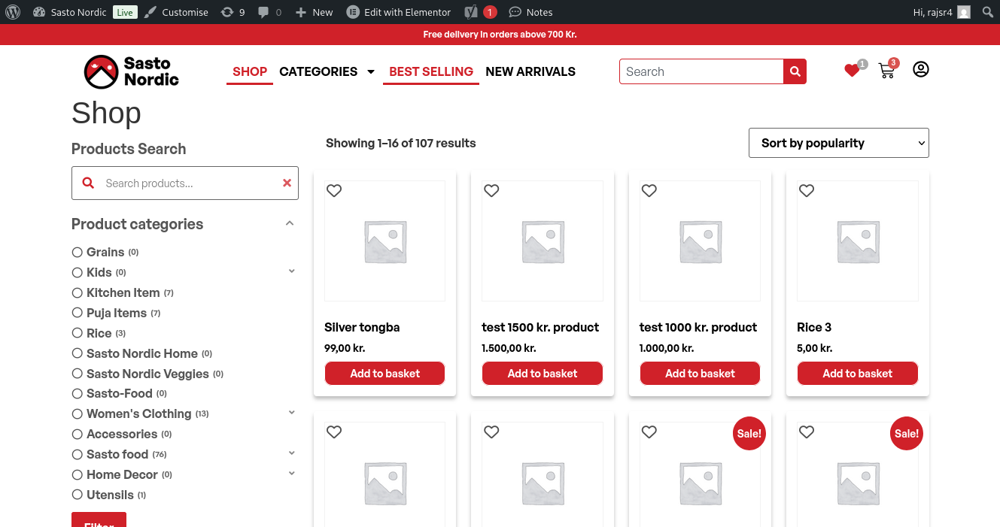 Sasto Nordic Live Customise 9 0 New Edit with Elementor 1 Notes Hi, rajsr4
Free delivery in orders above 700 Kr.
Sasto
Nordic
SHOP CATEGORIES BEST SELLING NEW ARRIVALS
Search
1
3
Shop
Products Search
Search products...
Product categories
Grains (0)
Kids (0)
Kitchen Item (7)
Puja Items (7)
Rice (3)
Sasto Nordic Home (0)
Sasto Nordic Veggies (0)
Sasto-Food (0)
Women's Clothing (13)
Accessories (0)
Sasto food (76)
Home Decor (0)
Utensils (1)
Filter
Showing 1–16 of 107 results
Sort by popularity
Silver tongba
99,00 kr.
Add to basket
test 1500 kr. product
1.500,00 kr.
Add to basket
test 1000 kr. product
1.000,00 kr.
Add to basket
Rice 3
5,00 kr.
Add to basket
Sale!
Sale!